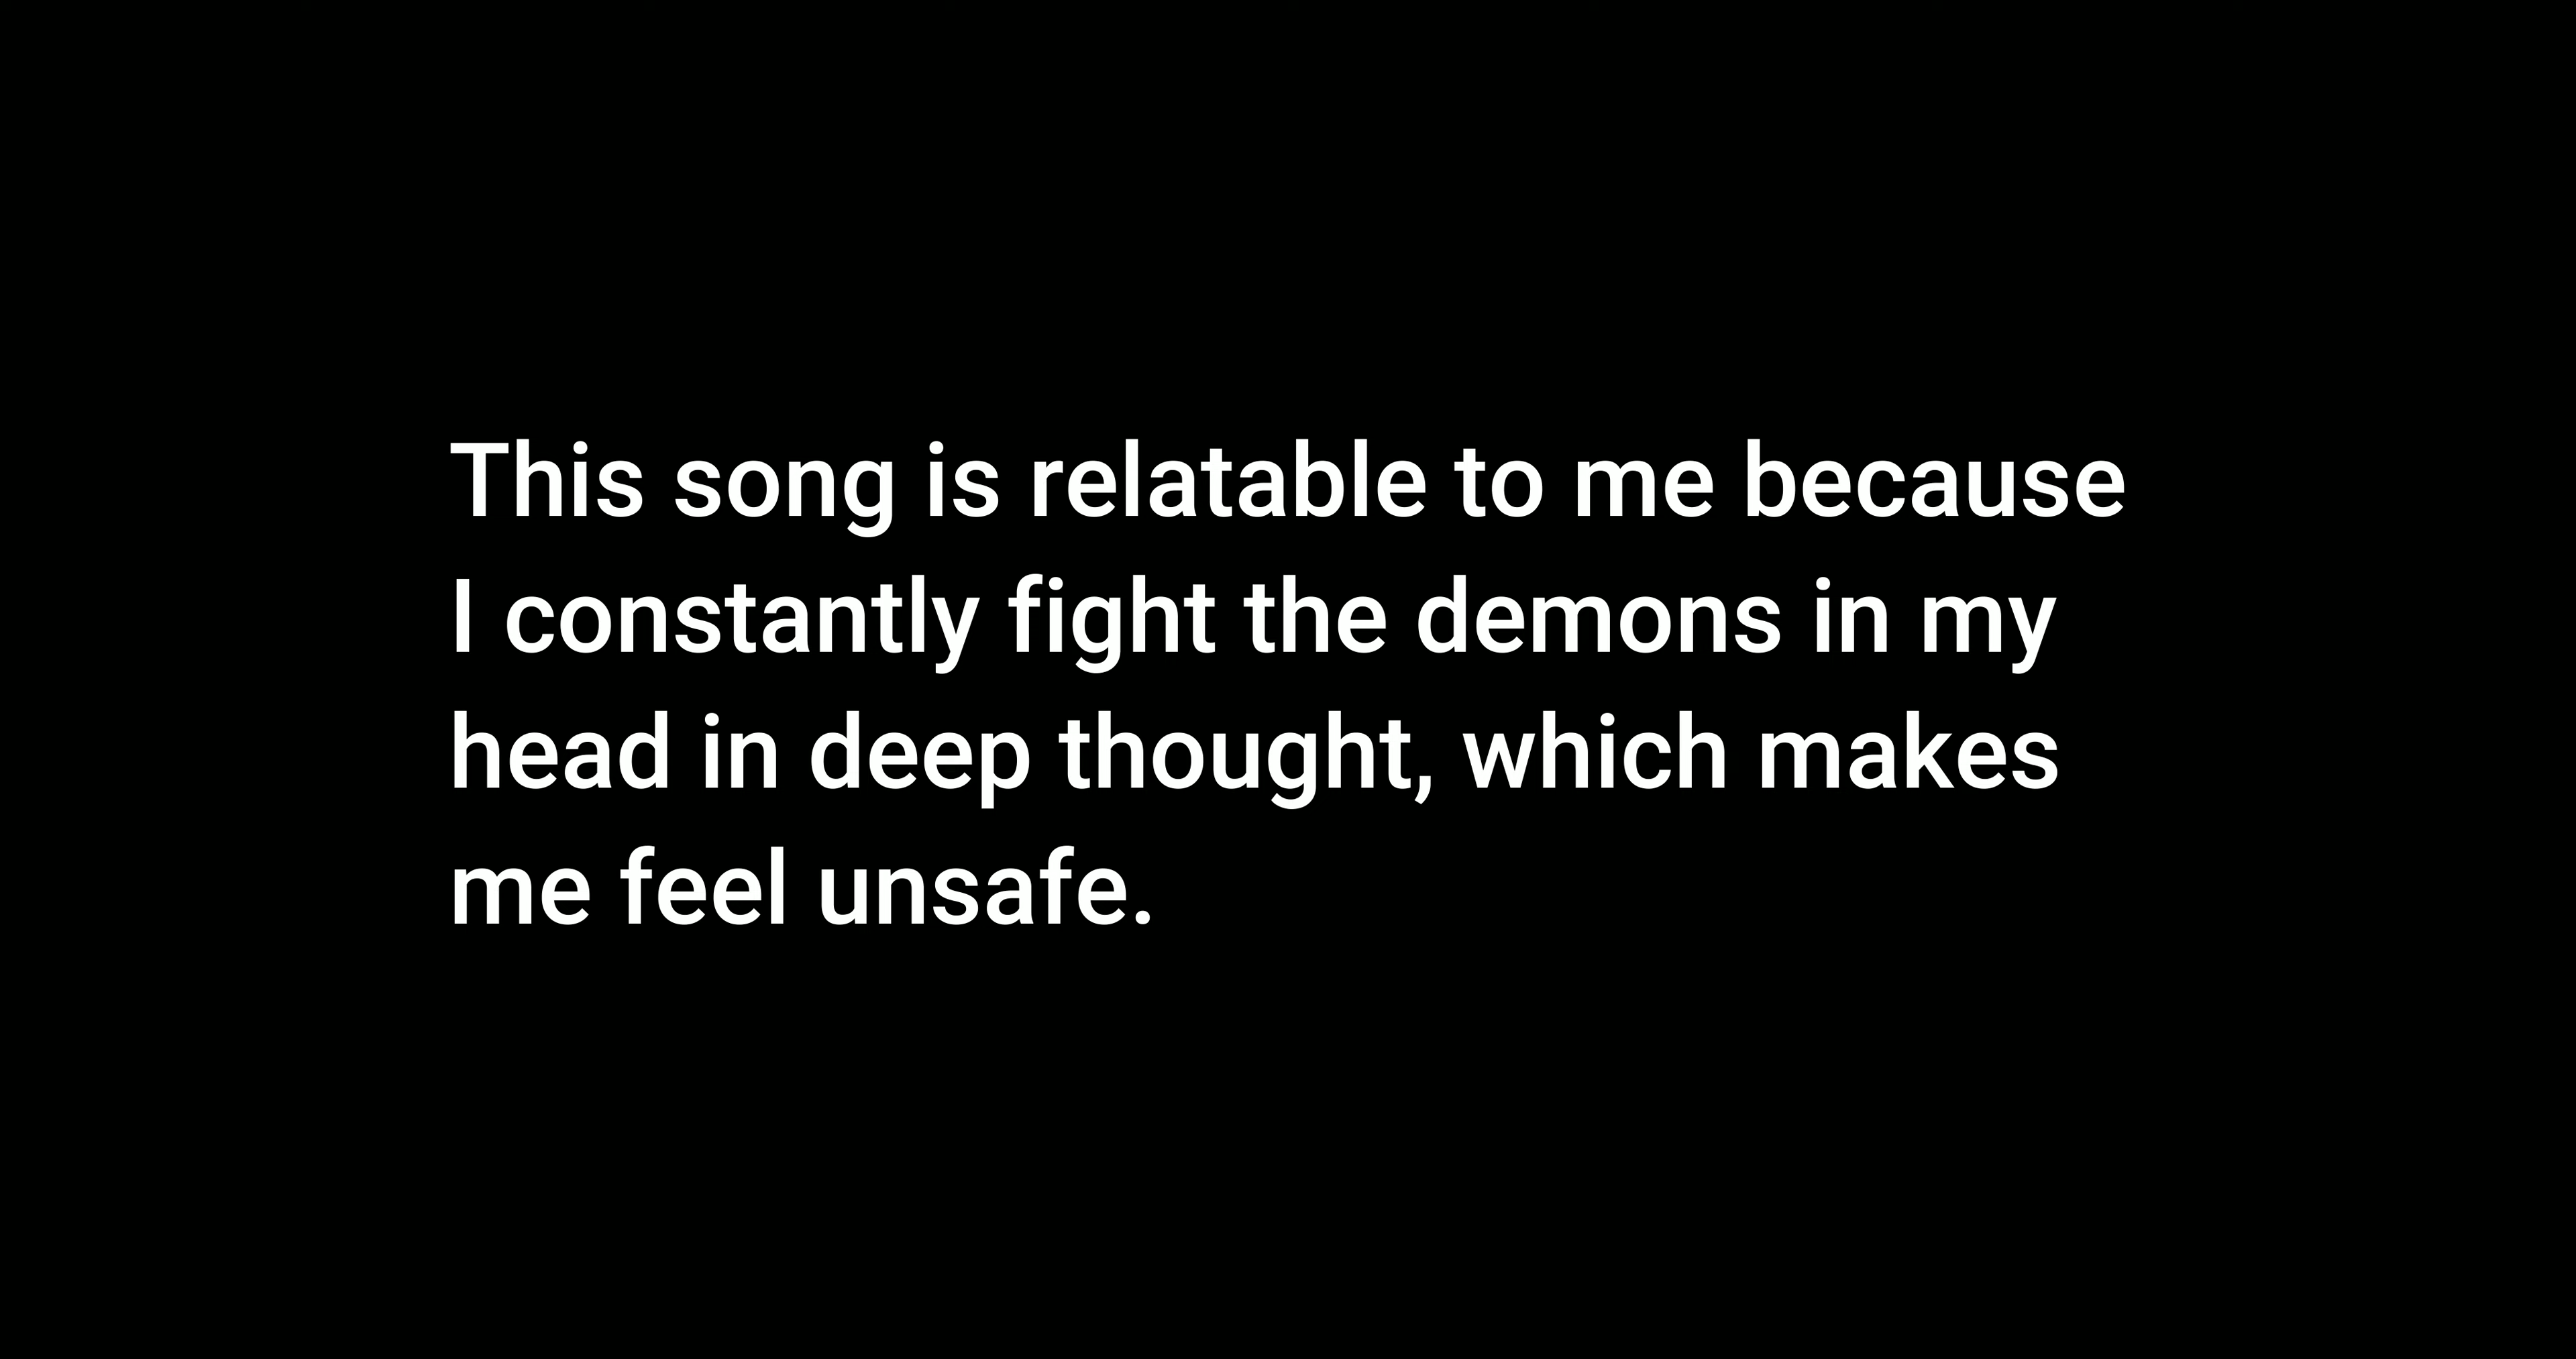 This song is relatable to me because
I constantly fight the demons in my
head in deep thought, which makes
me feel unsafe.